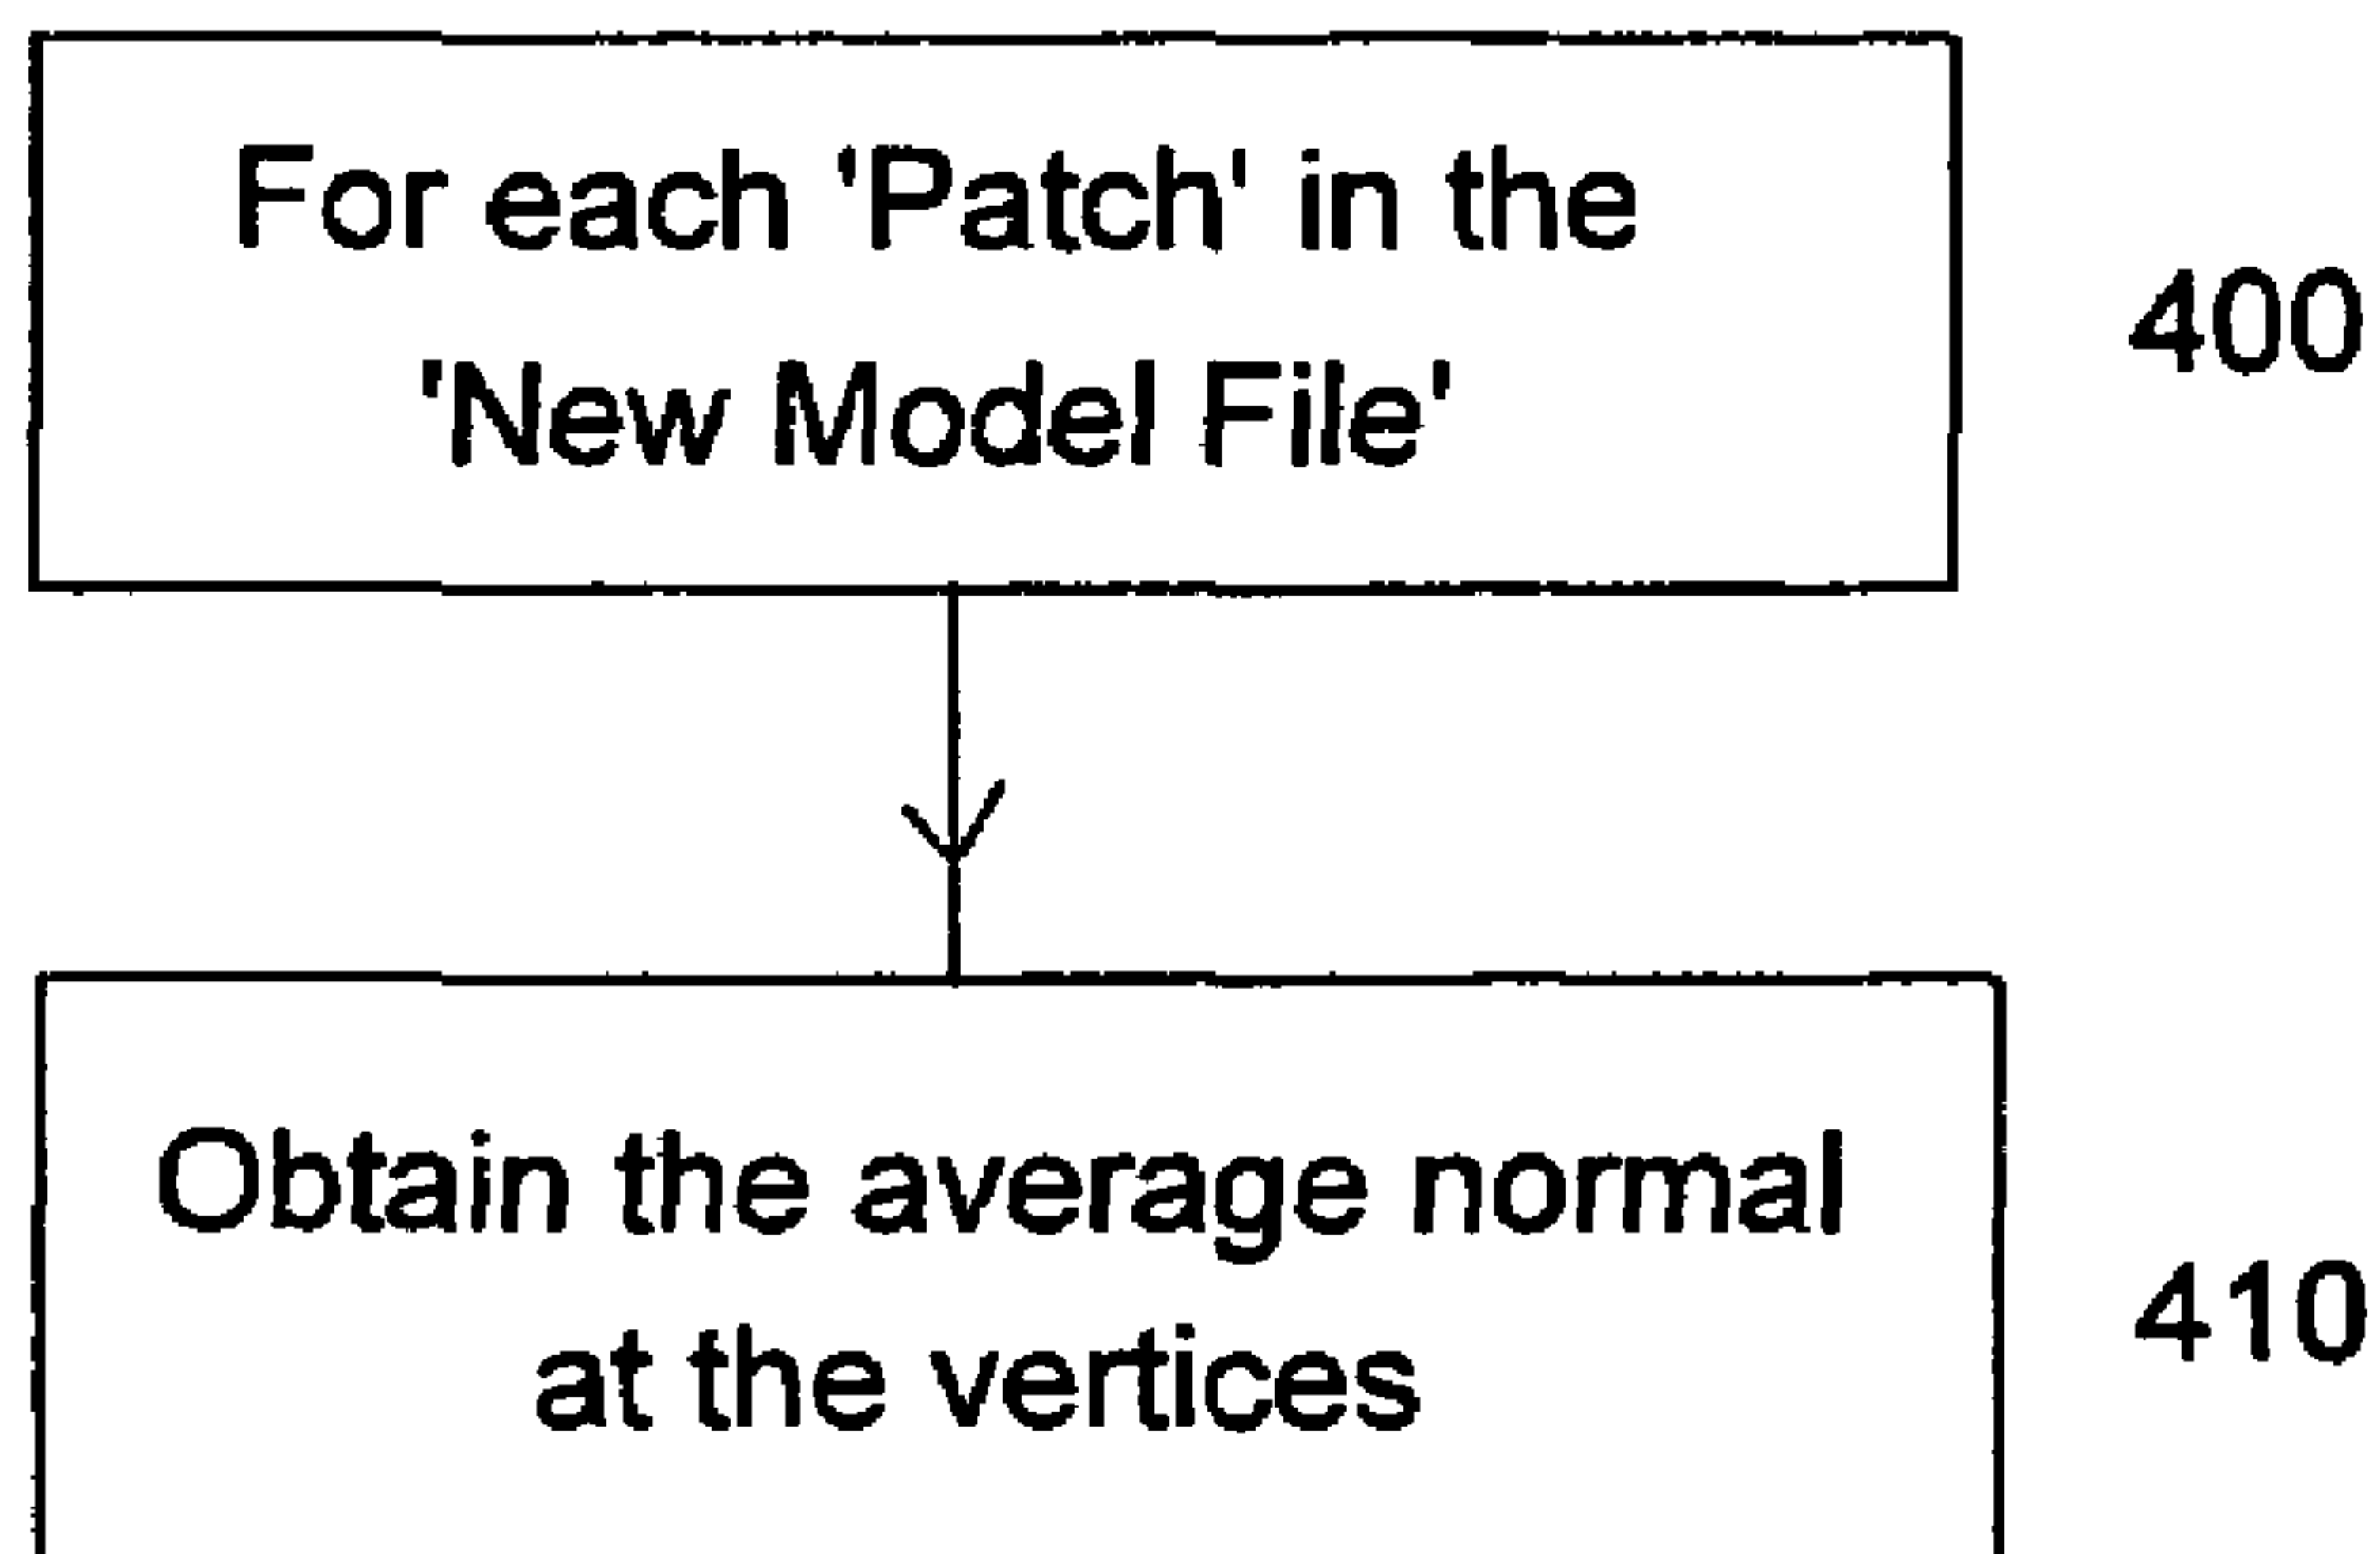 For each 'Patch' in the
'New Model File'
400
Obtain the average normal
at the vertices
410